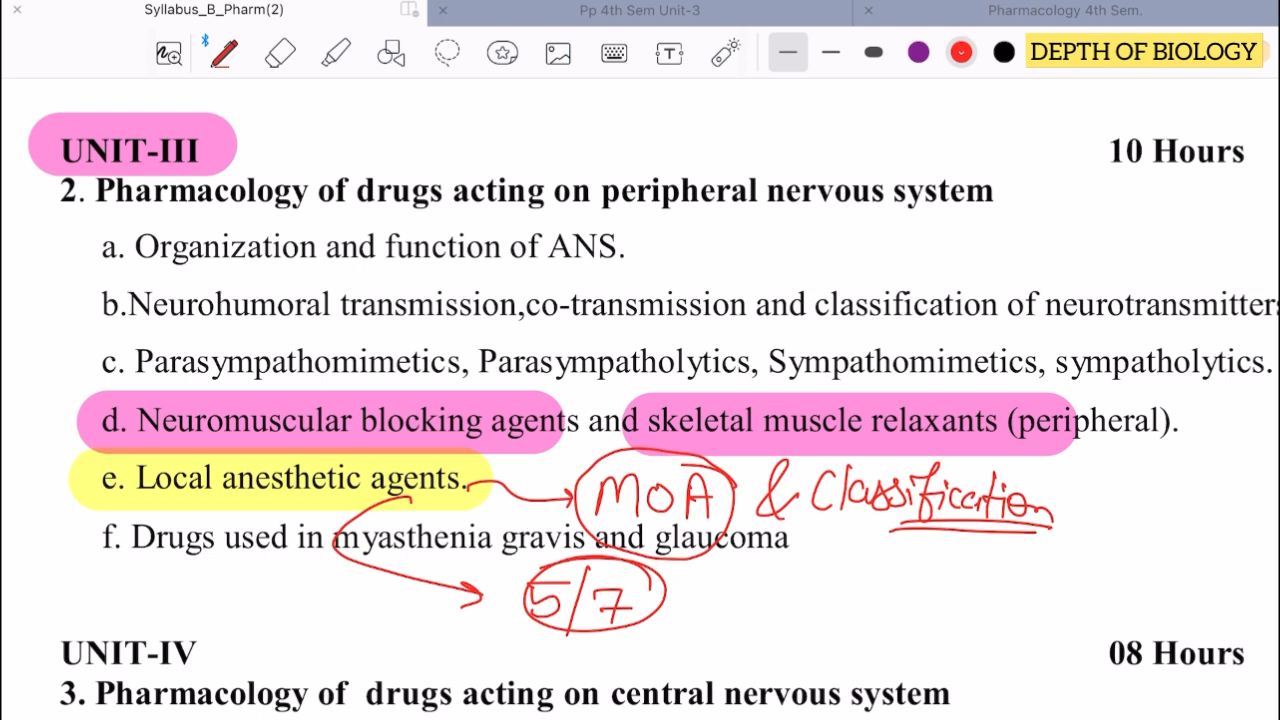 Syllabus_B_Pharm(2)
Pp 4th Sem Unit-3
Pharmacology 4th Sem.
DEPTH OF BIOLOGY
UNIT-III 10 Hours
2. Pharmacology of drugs acting on peripheral nervous system
a. Organization and function of ANS.
b.Neurohumoral transmission,co-transmission and classification of neurotransmitters
c. Parasympathomimetics, Parasympatholytics, Sympathomimetics, sympatholytics.
d. Neuromuscular blocking agents and skeletal muscle relaxants (peripheral).
e. Local anesthetic agents. MOA & Classification
f. Drugs used in myasthenia gravis and glaucoma
5/7
UNIT-IV 08 Hours
3. Pharmacology of drugs acting on central nervous system